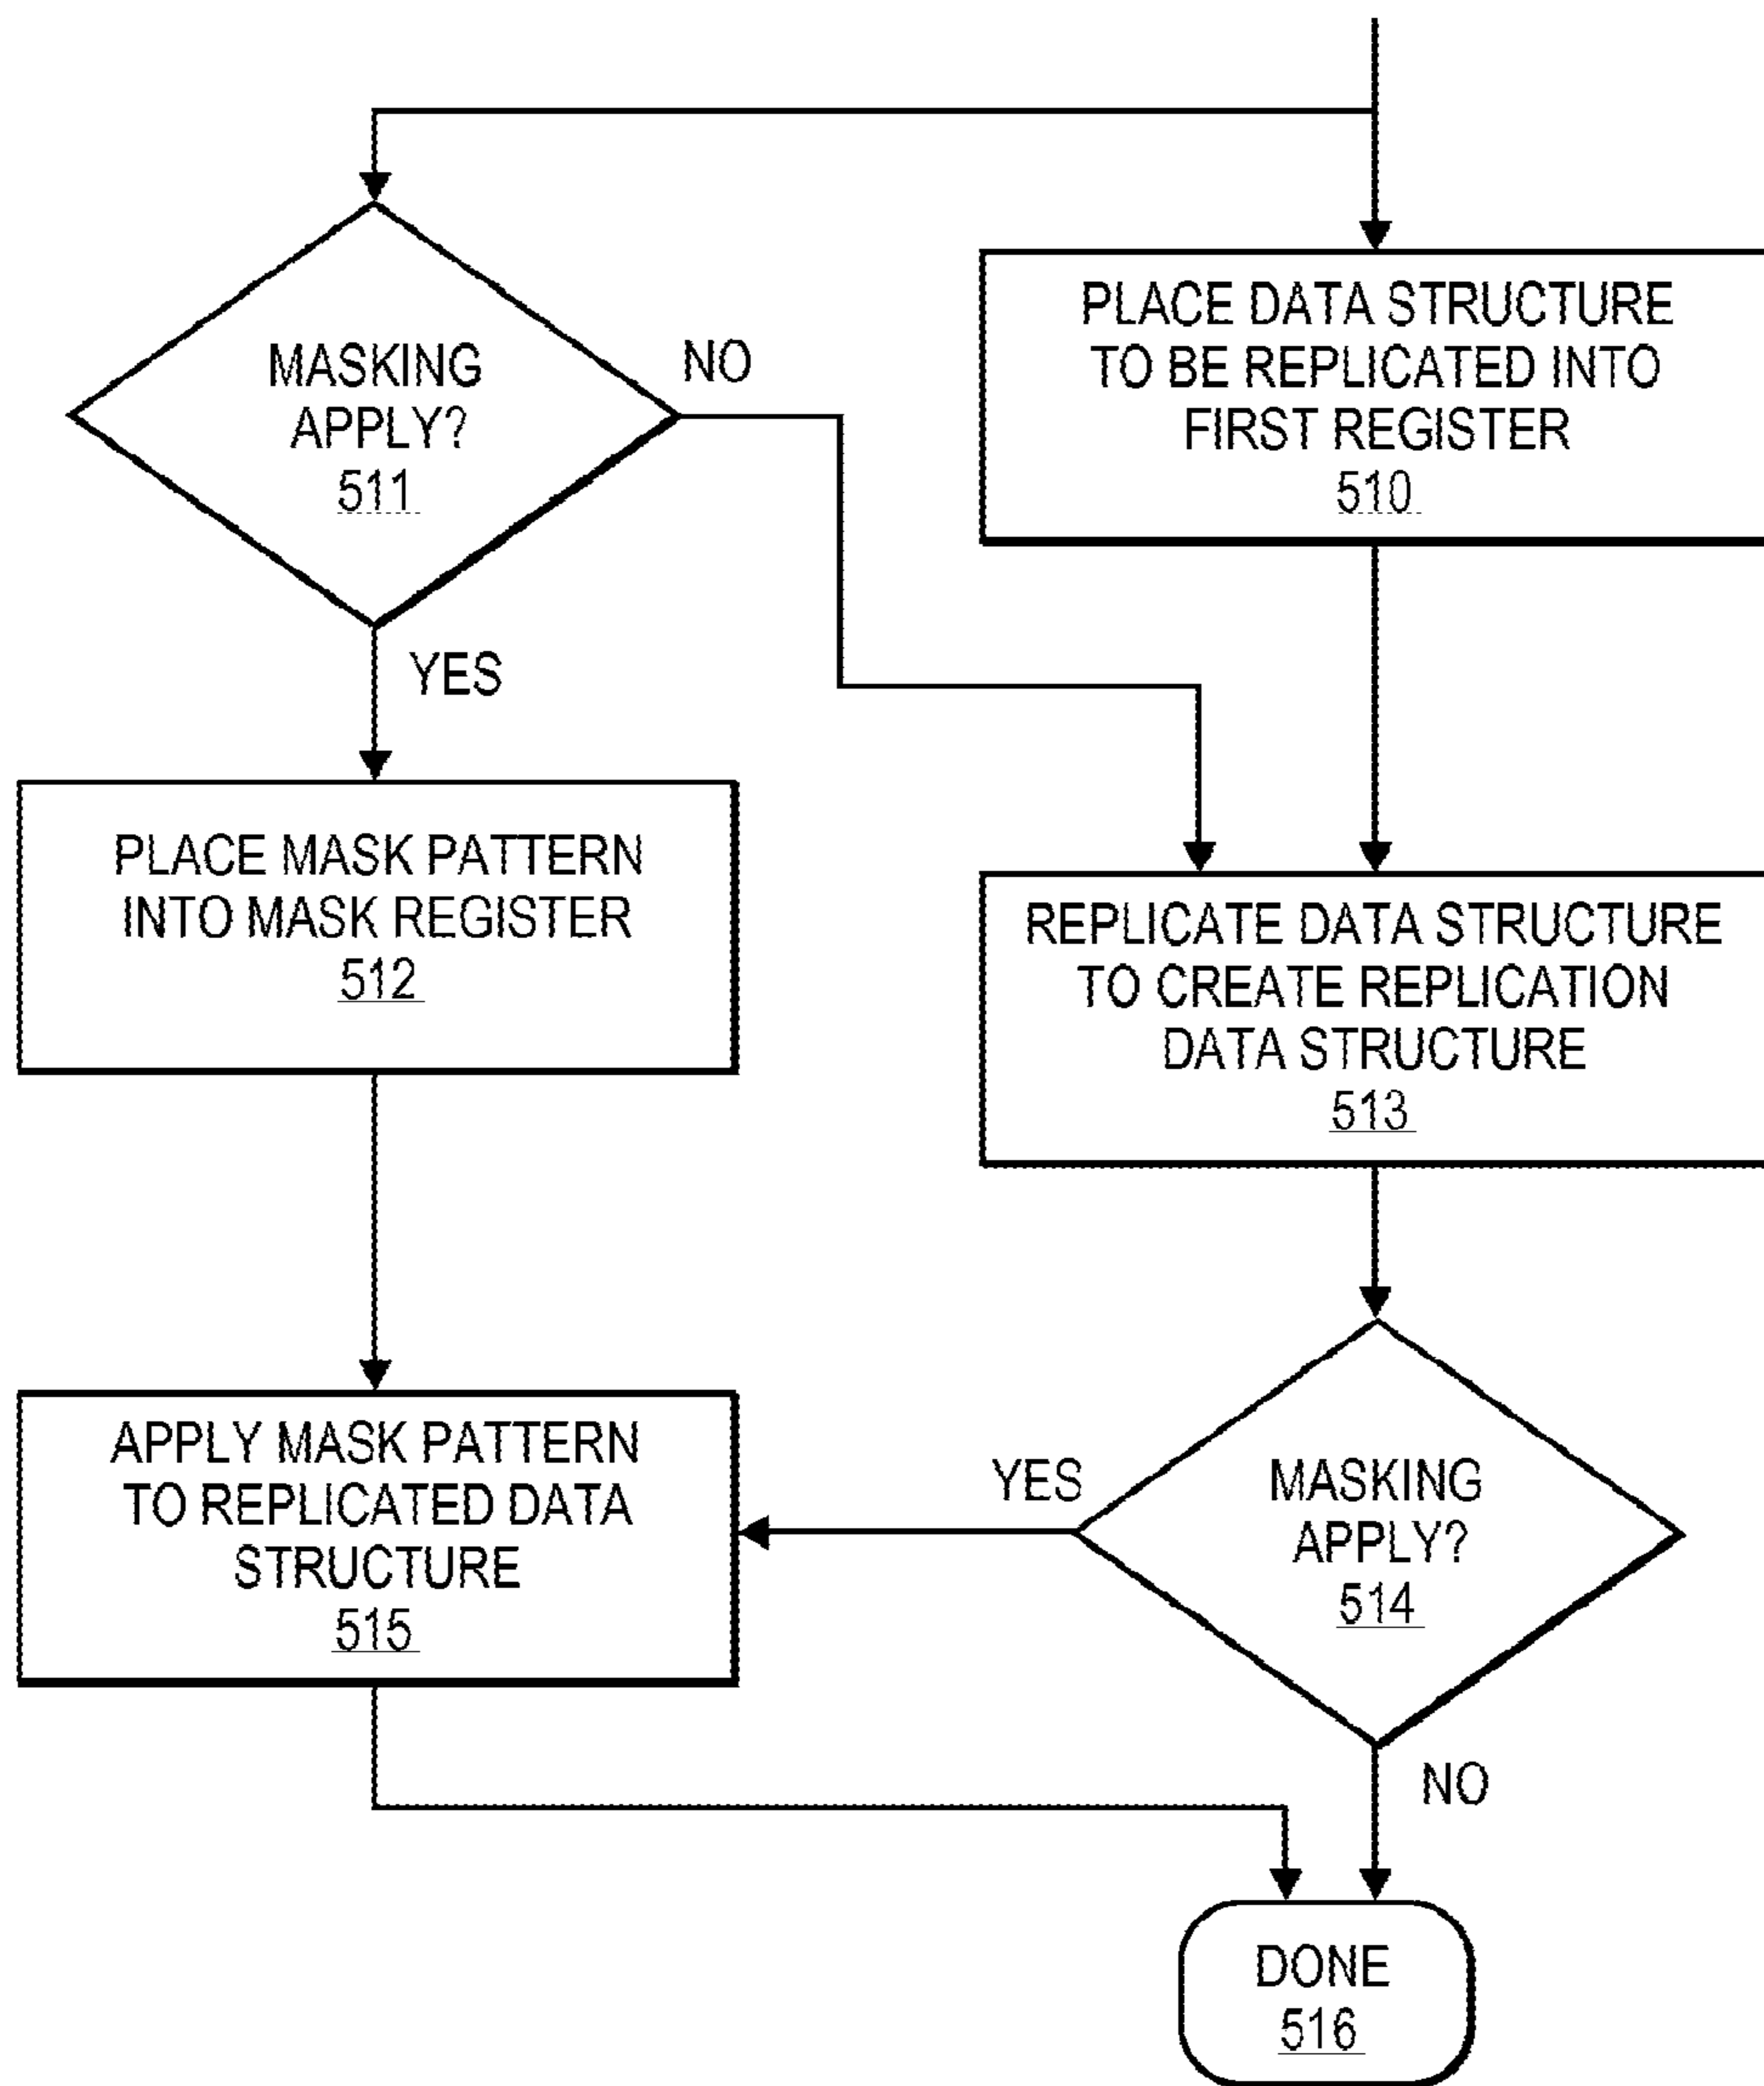 MASKING
APPLY?
511
NO
YES
PLACE DATA STRUCTURE
TO BE REPLICATED INTO
FIRST REGISTER
510
PLACE MASK PATTERN
INTO MASK REGISTER
512
REPLICATE DATA STRUCTURE
TO CREATE REPLICATION
DATA STRUCTURE
513
APPLY MASK PATTERN
TO REPLICATED DATA
STRUCTURE
515
YES
MASKING
APPLY?
514
NO
DONE
516